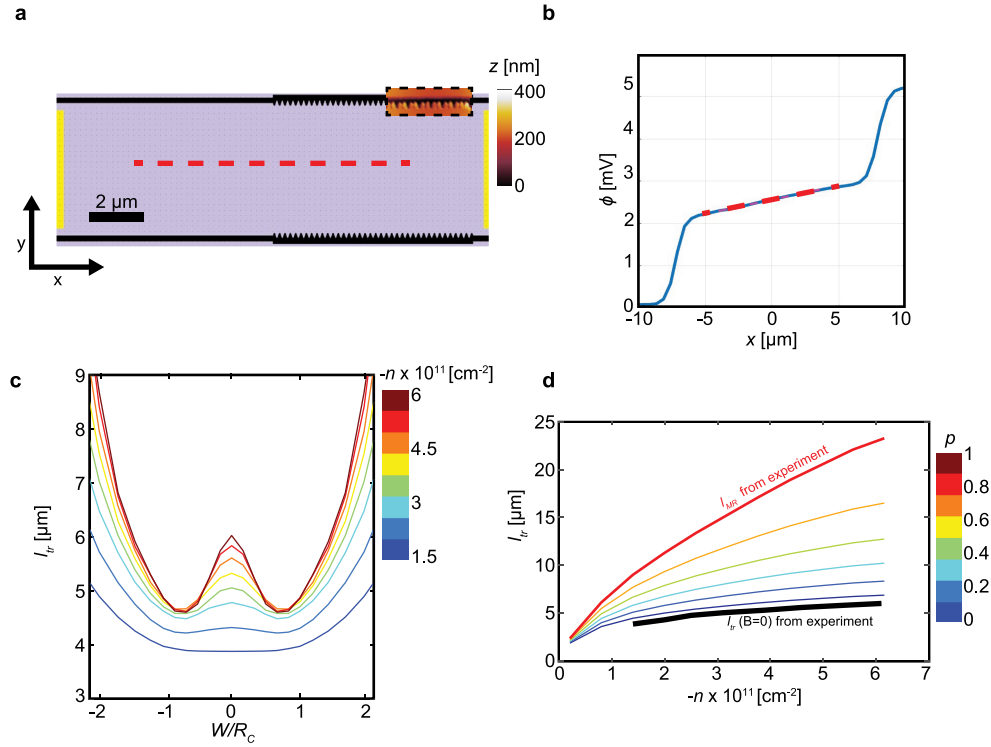 a
z [nm]
400
200
0
2 μm
y
x
b
ϕ [mV]
5
4
3
2
1
0
-10
-5
0
5
10
x [μm]
c
l_tr [μm]
9
8
7
6
5
4
3
-2
-1
0
1
2
W/R_C
-n x 10^11 [cm^-2]
6
4.5
3
1.5
d
l_tr [μm]
25
20
15
10
5
0
l_MR from experiment
l_tr (B=0) from experiment
0
1
2
3
4
5
6
7
-n x 10^11 [cm^-2]
p
1
0.8
0.6
0.4
0.2
0